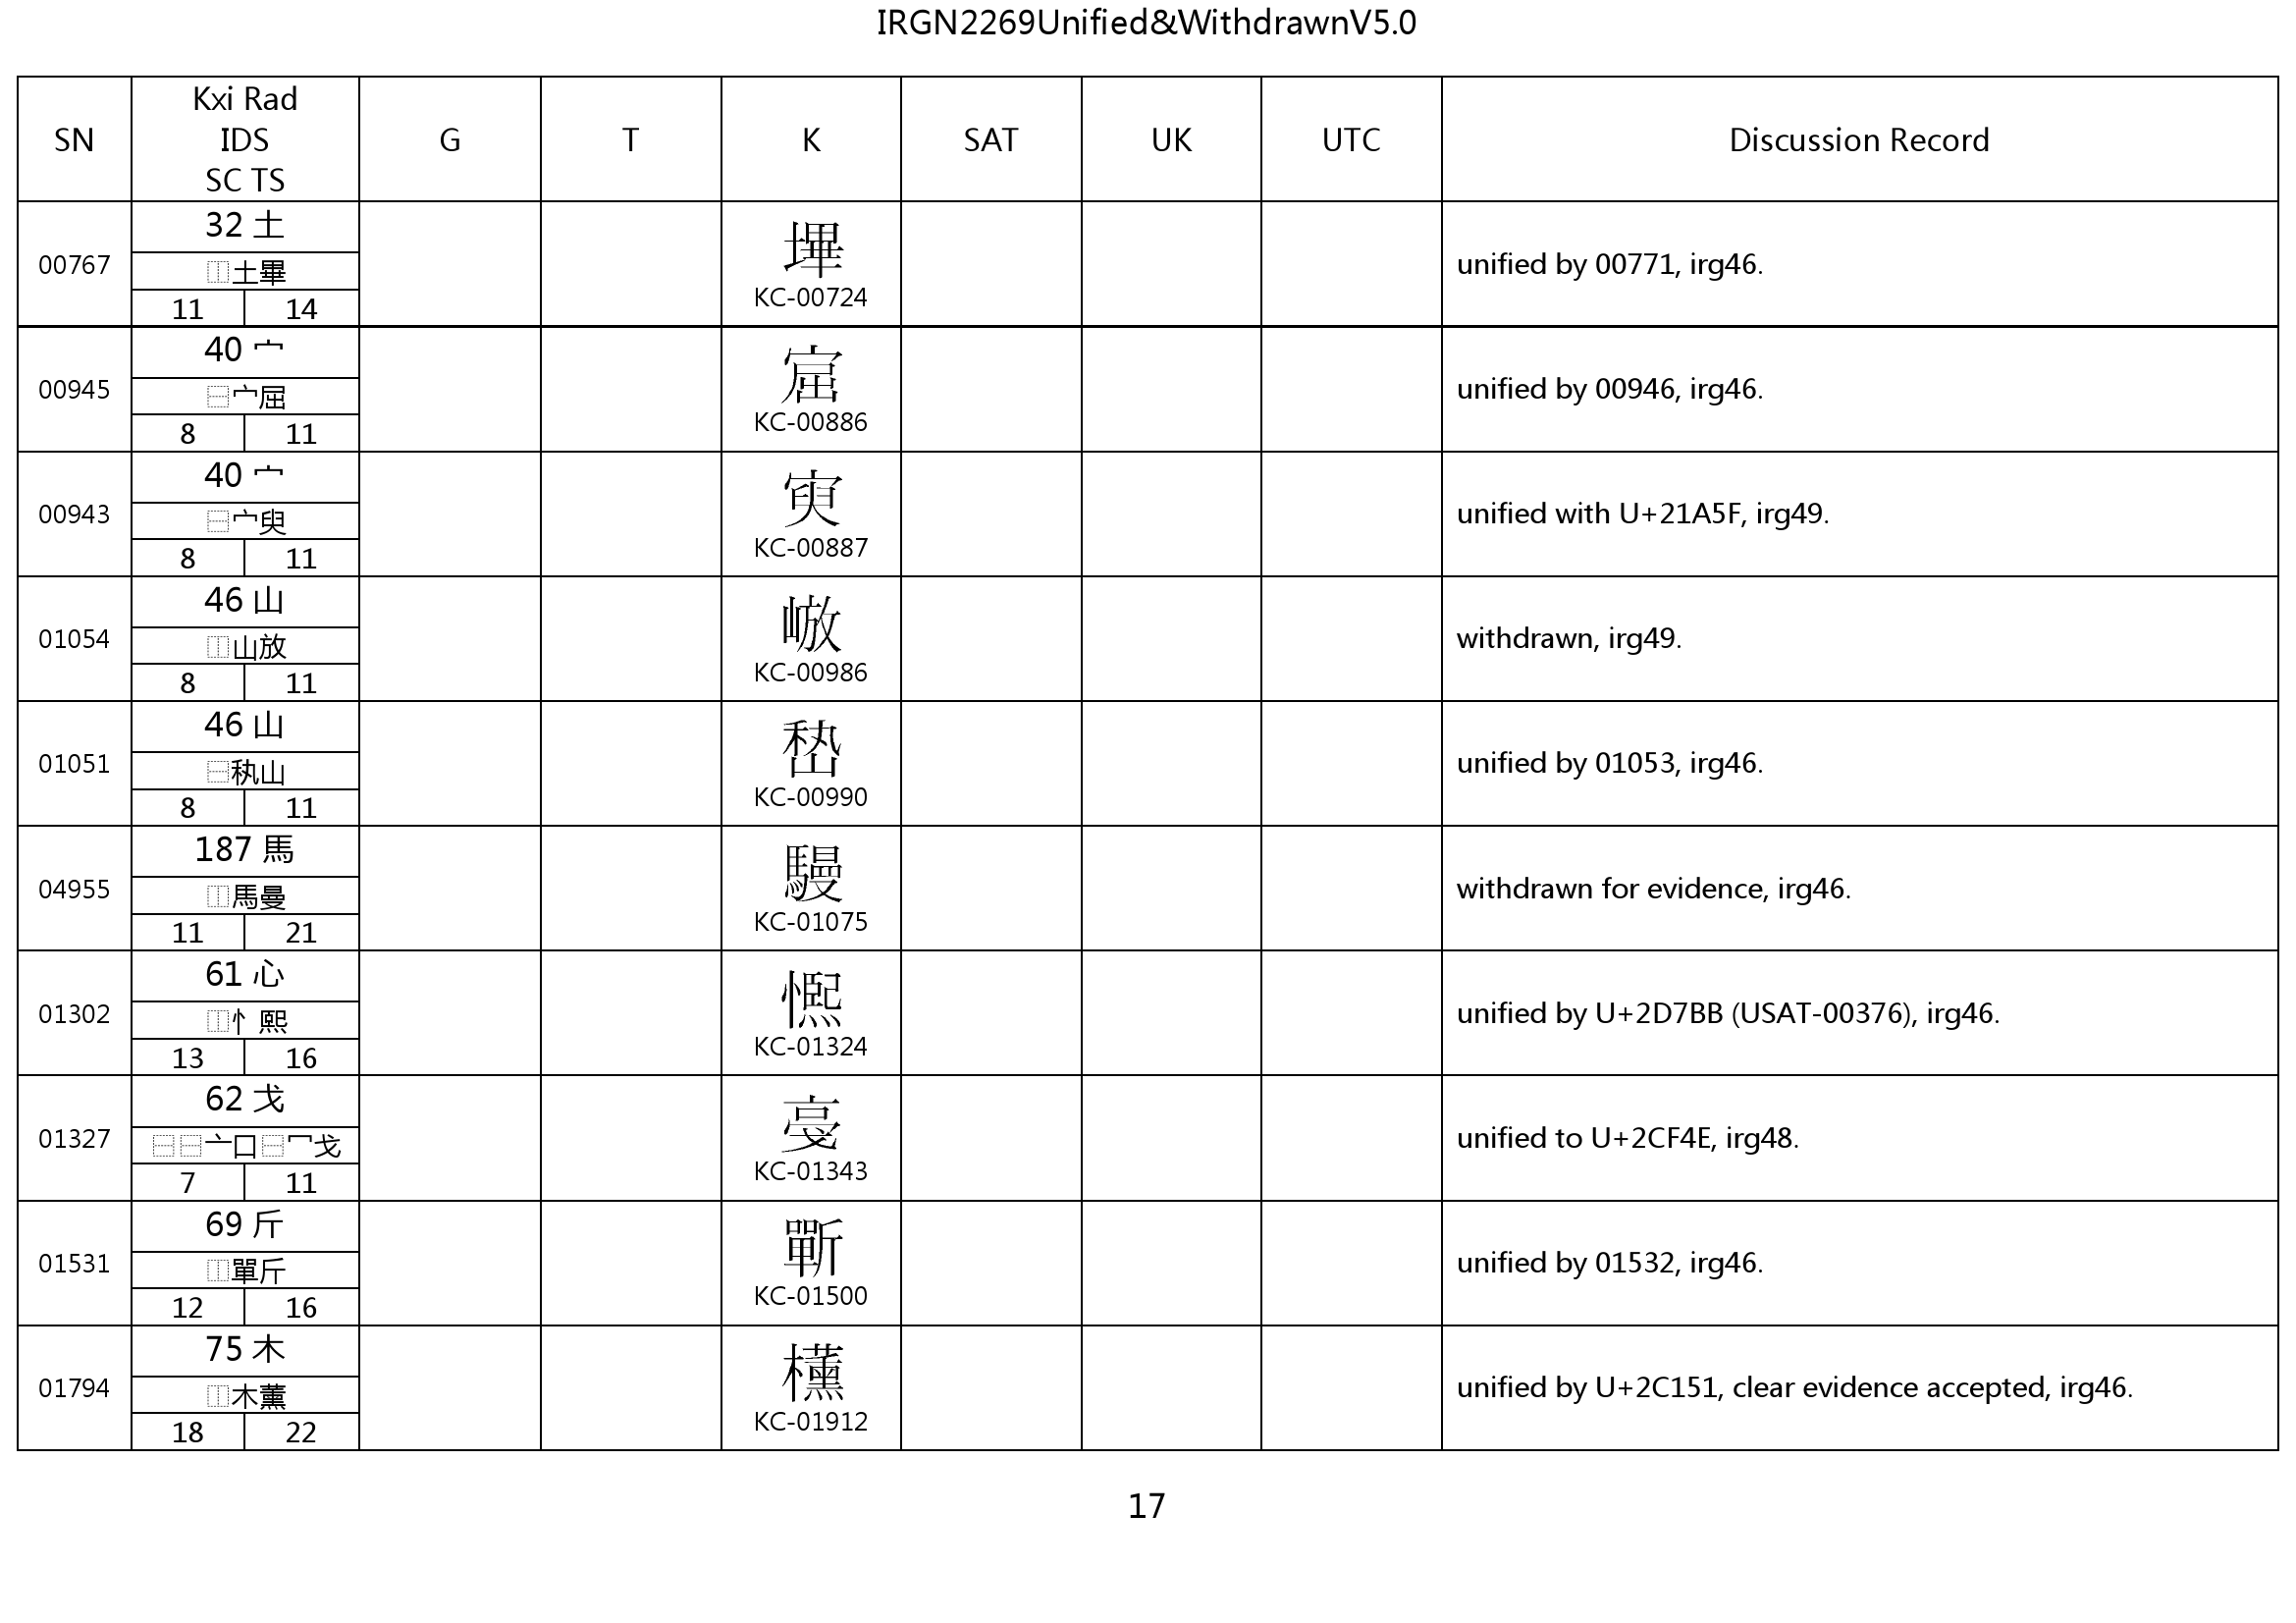 IRGN2269Unified&WithdrawnV5.0
SN
Kxi Rad
IDS
SC TS
G
T
K
SAT
UK
UTC
Discussion Record
00767
32 土
⿰土畢
11 14
KC-00724
unified by 00771, irg46.
00945
40 宀
⿱宀屈
8 11
KC-00886
unified by 00946, irg46.
00943
40 宀
⿱宀臾
8 11
KC-00887
unified with U+21A5F, irg49.
01054
46 山
⿰山放
8 11
KC-00986
withdrawn, irg49.
01051
46 山
⿱秇山
8 11
KC-00990
unified by 01053, irg46.
04955
187 馬
⿰馬曼
11 21
KC-01075
withdrawn for evidence, irg46.
01302
61 心
⿰忄熙
13 16
KC-01324
unified by U+2D7BB (USAT-00376), irg46.
01327
62 戈
⿱⿱亠口⿱冖戈
7 11
KC-01343
unified to U+2CF4E, irg48.
01531
69 斤
⿰單斤
12 16
KC-01500
unified by 01532, irg46.
01794
75 木
⿰木薰
18 22
KC-01912
unified by U+2C151, clear evidence accepted, irg46.
17